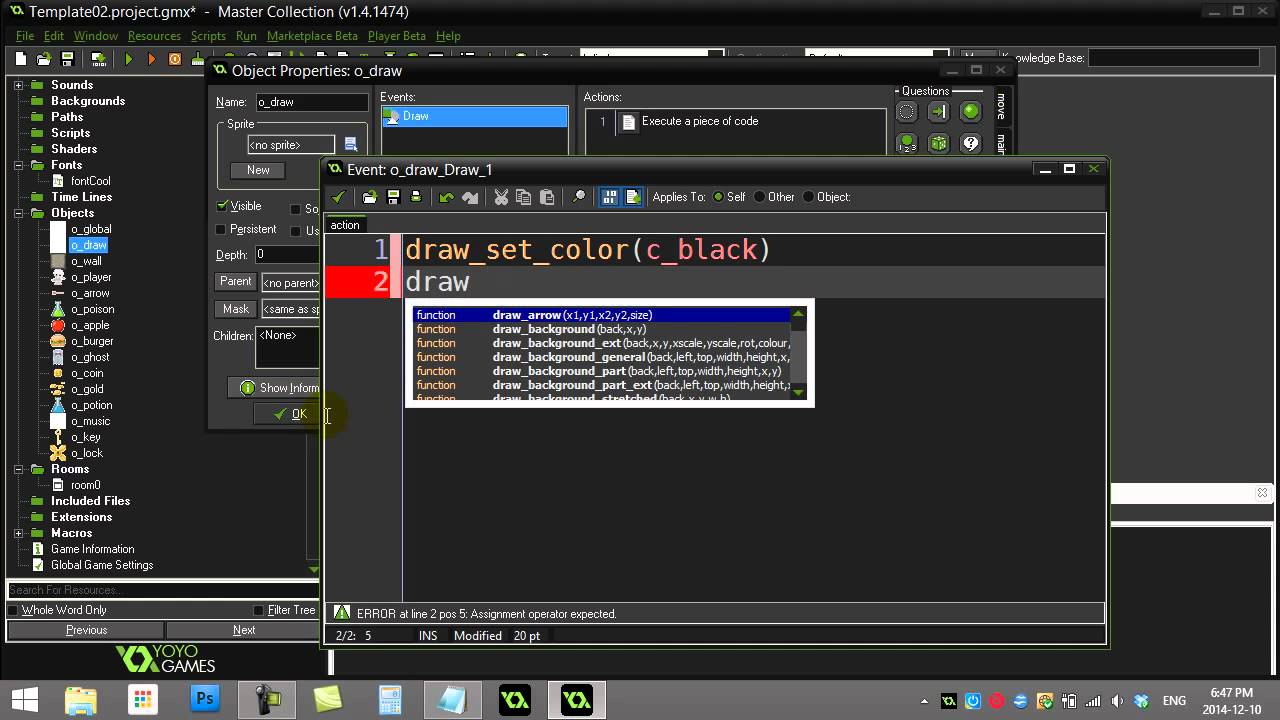 Template02.project.gmx* - Master Collection (v1.4.1474)
File Edit Window Resources Scripts Run Marketplace Beta Player Beta Help
Knowledge Base:
Sounds
Backgrounds
Paths
Scripts
Shaders
Fonts
fontCool
Time Lines
Objects
o_global
o_draw
o_wall
o_player
o_arrow
o_poison
o_apple
o_burger
o_ghost
o_coin
o_gold
o_potion
o_music
o_key
o_lock
Rooms
room0
Included Files
Extensions
Macros
Game Information
Global Game Settings
Search For Resources...
Whole Word Only Filter Tree
Previous Next
YOYO
GAMES
Object Properties: o_draw
Name: o_draw
Sprite
<no sprite>
New
Visible So
Persistent Us
Depth: 0
Parent <no parent>
Mask <same as sp
Children: <None>
Show Inform
OK
Events:
Draw
Actions:
1 Execute a piece of code
Questions
move
Event: o_draw_Draw_1
Applies To: Self Other Object:
action
1 draw_set_color(c_black)
2 draw
function draw_arrow(x1,y1,x2,y2,size)
function draw_background(back,x,y)
function draw_background_ext(back,x,y,xscale,yscale,rot,colour,
function draw_background_general(back,left,top,width,height,x,
function draw_background_part(back,left,top,width,height,x,y)
function draw_background_part_ext(back,left,top,width,height,x
function draw_background_stretched(back,x,y,w,h)
ERROR at line 2 pos 5: Assignment operator expected.
2/2: 5 INS Modified 20 pt
Ps
ENG
6:47 PM
2014-12-10